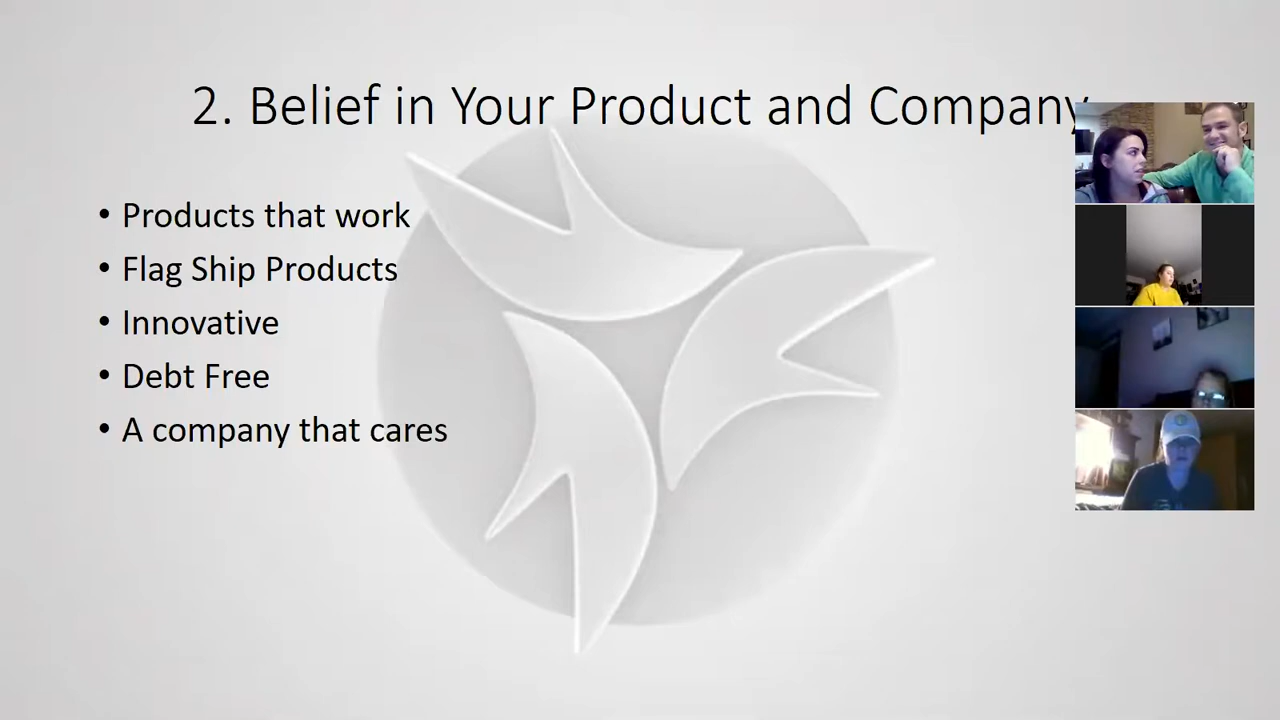 2. Belief in Your Product and Company
• Products that work
• Flag Ship Products
• Innovative
• Debt Free
• A company that cares